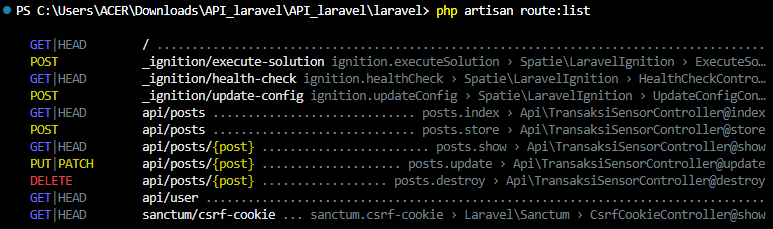 PS C:\Users\ACER\Downloads\API_laravel\API_laravel\laravel> php artisan route:list
GET|HEAD / ................................................................................
POST _ignition/execute-solution ignition.executeSolution › Spatie\LaravelIgnition › ExecuteSo…
GET|HEAD _ignition/health-check ignition.healthCheck › Spatie\LaravelIgnition › HealthCheckContro…
POST _ignition/update-config ignition.updateConfig › Spatie\LaravelIgnition › UpdateConfigCon…
GET|HEAD api/posts ............................ posts.index › Api\TransaksiSensorController@index
POST api/posts ............................ posts.store › Api\TransaksiSensorController@store
GET|HEAD api/posts/{post} ....................... posts.show › Api\TransaksiSensorController@show
PUT|PATCH api/posts/{post} ................... posts.update › Api\TransaksiSensorController@update
DELETE api/posts/{post} ................. posts.destroy › Api\TransaksiSensorController@destroy
GET|HEAD api/user .........................................................................
GET|HEAD sanctum/csrf-cookie ... sanctum.csrf-cookie › Laravel\Sanctum › CsrfCookieController@show